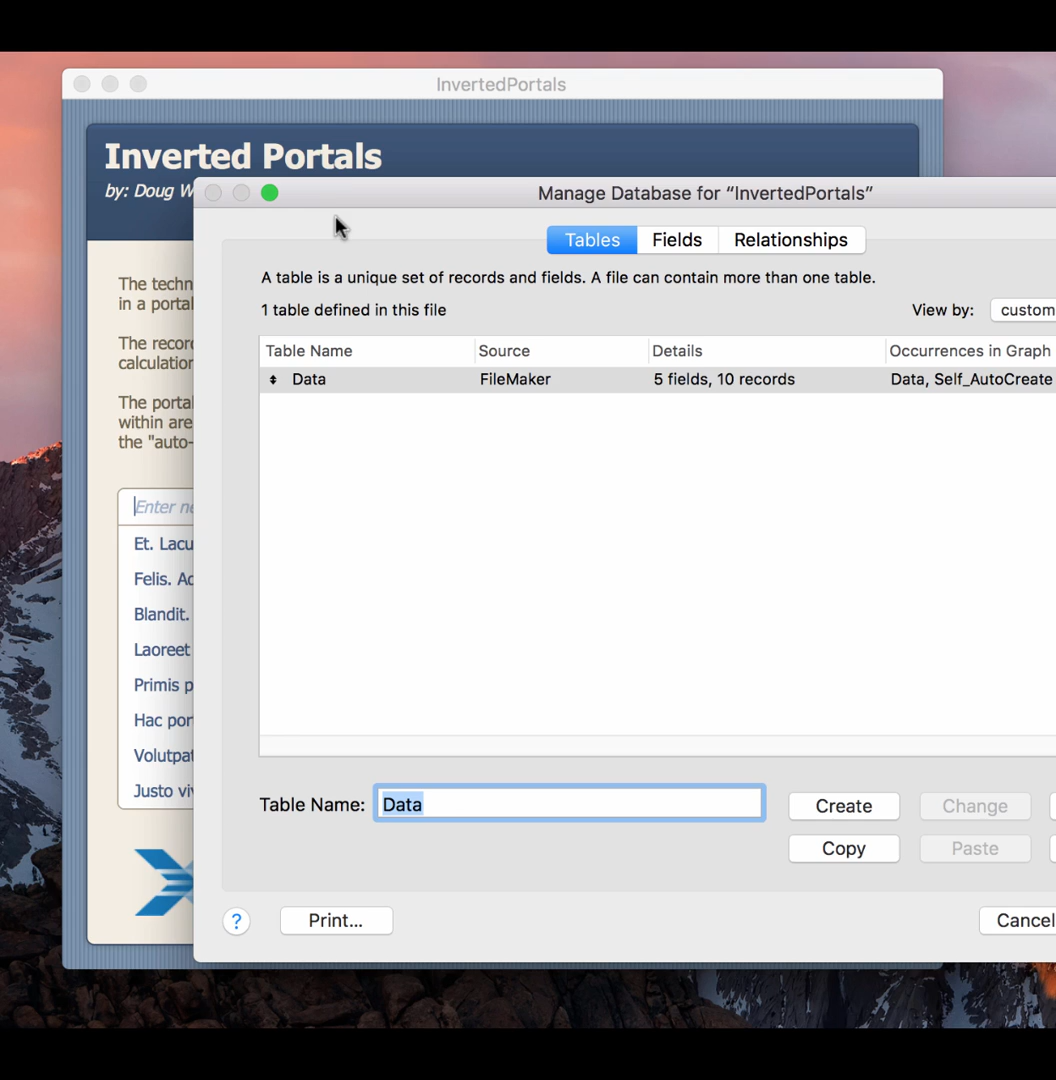 InvertedPortals
Inverted Portals
by: Doug W
Manage Database for “InvertedPortals”
Tables Fields Relationships
A table is a unique set of records and fields. A file can contain more than one table.
1 table defined in this file
View by: custom
Table Name Source Details Occurrences in Graph
Data FileMaker 5 fields, 10 records Data, Self_AutoCreate
The techn
in a portal
The record
calculation
The portal
within are
the "auto-
Enter ne
Et. Lacu
Felis. Ac
Blandit.
Laoreet
Primis p
Hac por
Volutpat
Justo viv
Table Name: Data
Create Change
Copy Paste
? Print... Cancel